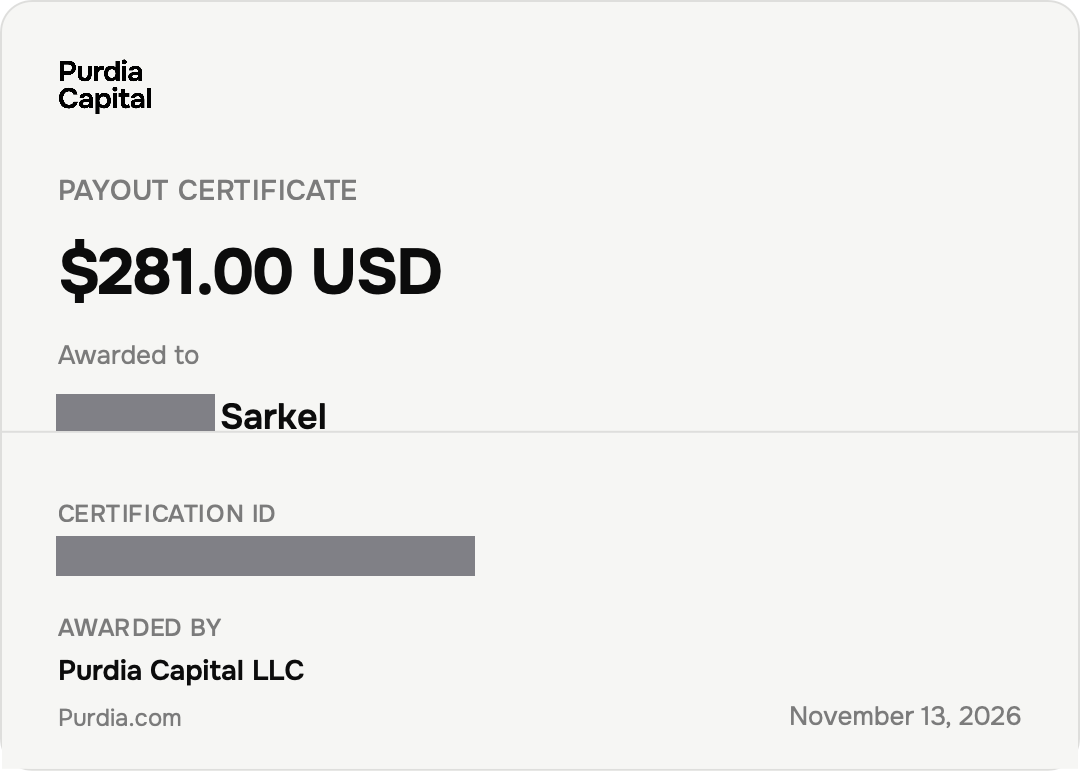 Purdia
Capital
PAYOUT CERTIFICATE
$281.00 USD
Awarded to
Sarkel
CERTIFICATION ID
AWARDED BY
Purdia Capital LLC
Purdia.com
November 13, 2026